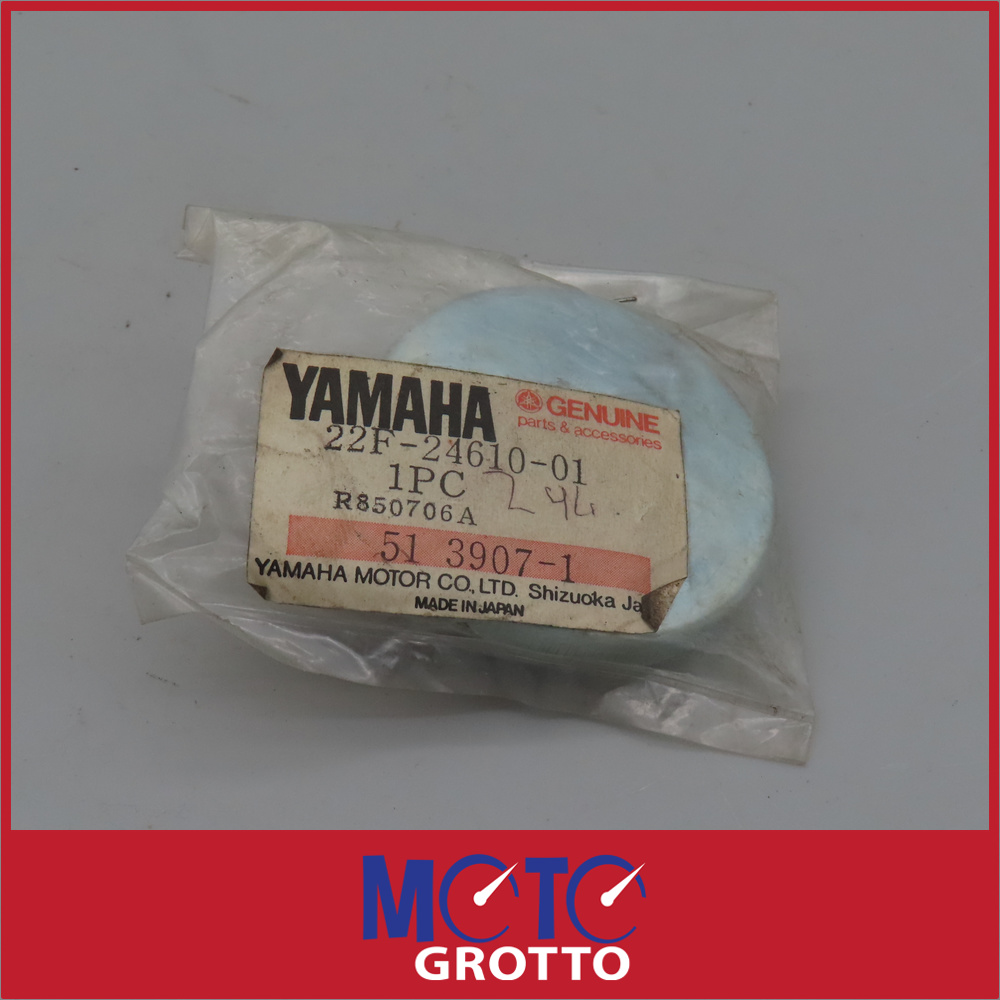 YAMAHA
GENUINE
parts & accessories
22F-24610-01
1PC
R850706A
51 3907-1
YAMAHA MOTOR CO., LTD. Shizuoka Ja
MADE IN JAPAN
MOTO
GROTTO